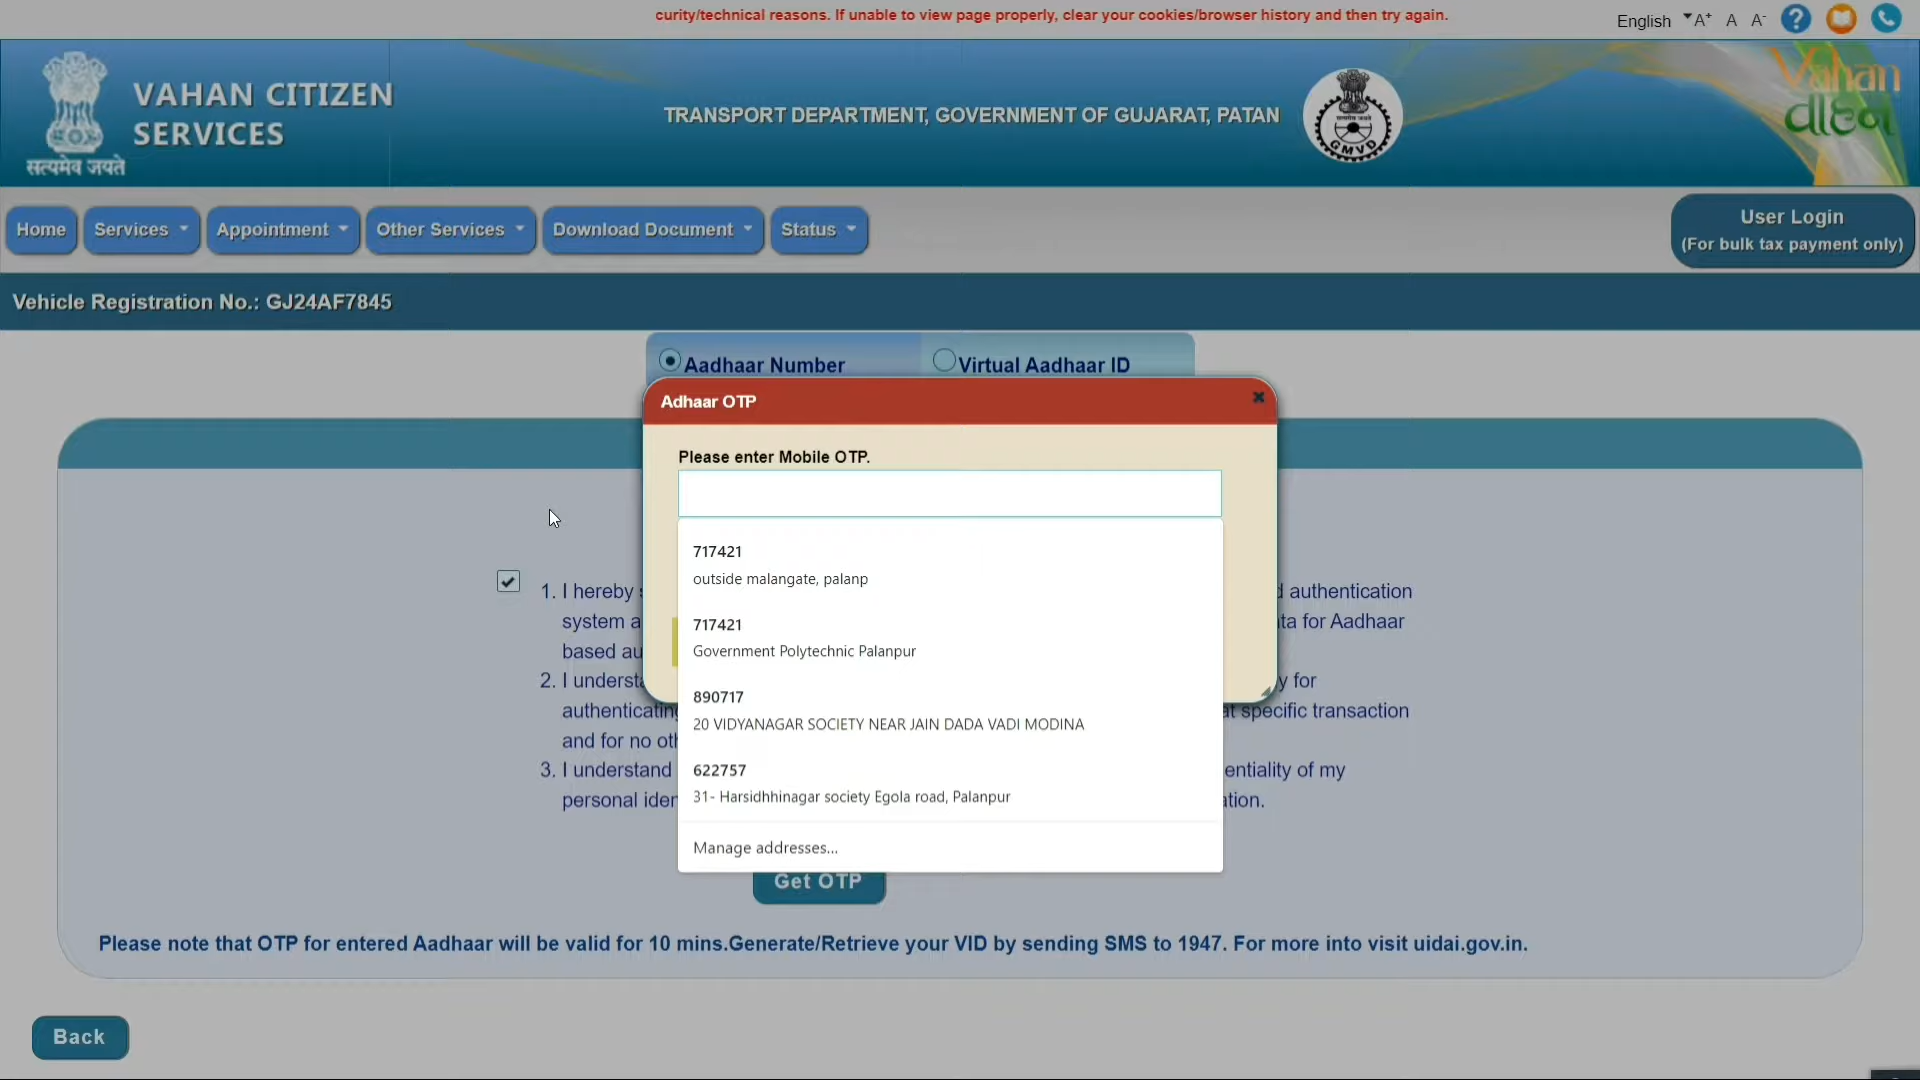 curity/technical reasons. If unable to view page properly, clear your cookies/browser history and then try again.
English A+ A A-
VAHAN CITIZEN
SERVICES
सत्यमेव जयते
TRANSPORT DEPARTMENT, GOVERNMENT OF GUJARAT, PATAN
GMVD
Vahan
वाहन
Home
Services
Appointment
Other Services
Download Document
Status
User Login
(For bulk tax payment only)
Vehicle Registration No.: GJ24AF7845
Aadhaar Number
Virtual Aadhaar ID
Adhaar OTP
Please enter Mobile OTP.
717421
outside malangate, palanp
717421
Government Polytechnic Palanpur
890717
20 VIDYANAGAR SOCIETY NEAR JAIN DADA VADI MODINA
622757
31- Harsidhhinagar society Egola road, Palanpur
Manage addresses...
1. I hereby authentication
system a ta for Aadhaar
based au
2. I understa y for
authenticating at specific transaction
and for no oth
3. I understand entiality of my
personal iden ation.
Get OTP
Please note that OTP for entered Aadhaar will be valid for 10 mins.Generate/Retrieve your VID by sending SMS to 1947. For more into visit uidai.gov.in.
Back